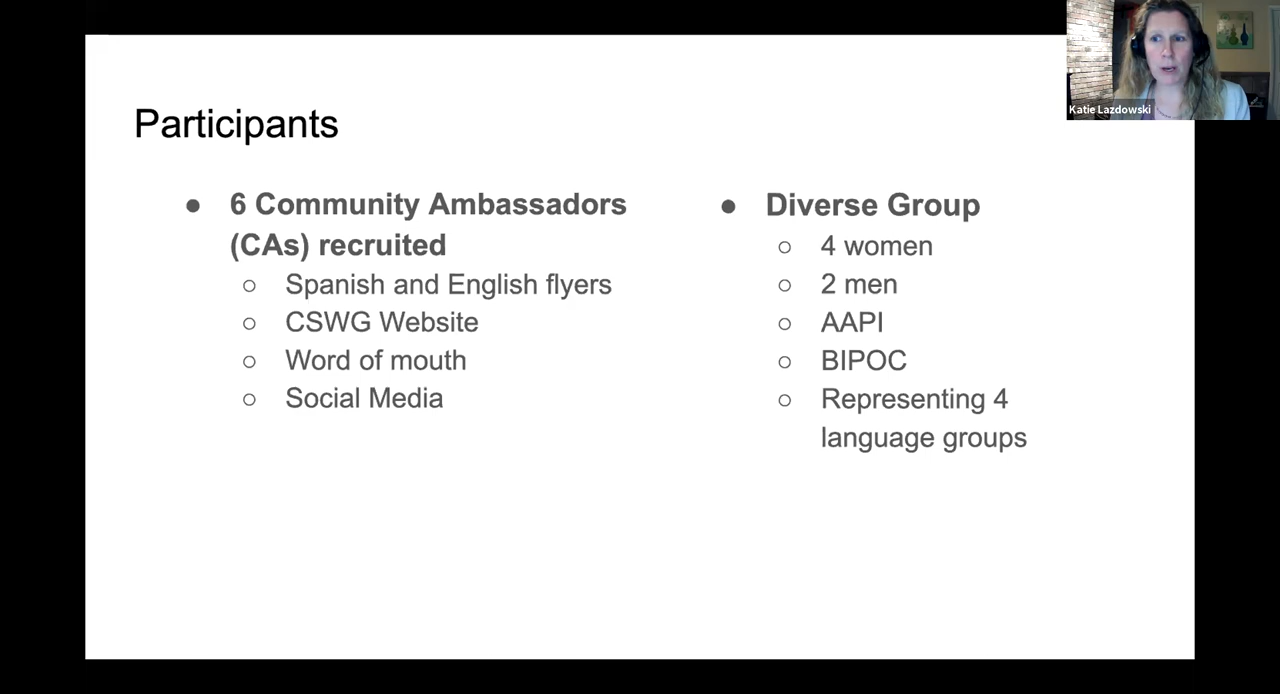 Katie Lazdowski
Participants
● 6 Community Ambassadors
(CAs) recruited
○ Spanish and English flyers
○ CSWG Website
○ Word of mouth
○ Social Media
● Diverse Group
○ 4 women
○ 2 men
○ AAPI
○ BIPOC
○ Representing 4
language groups